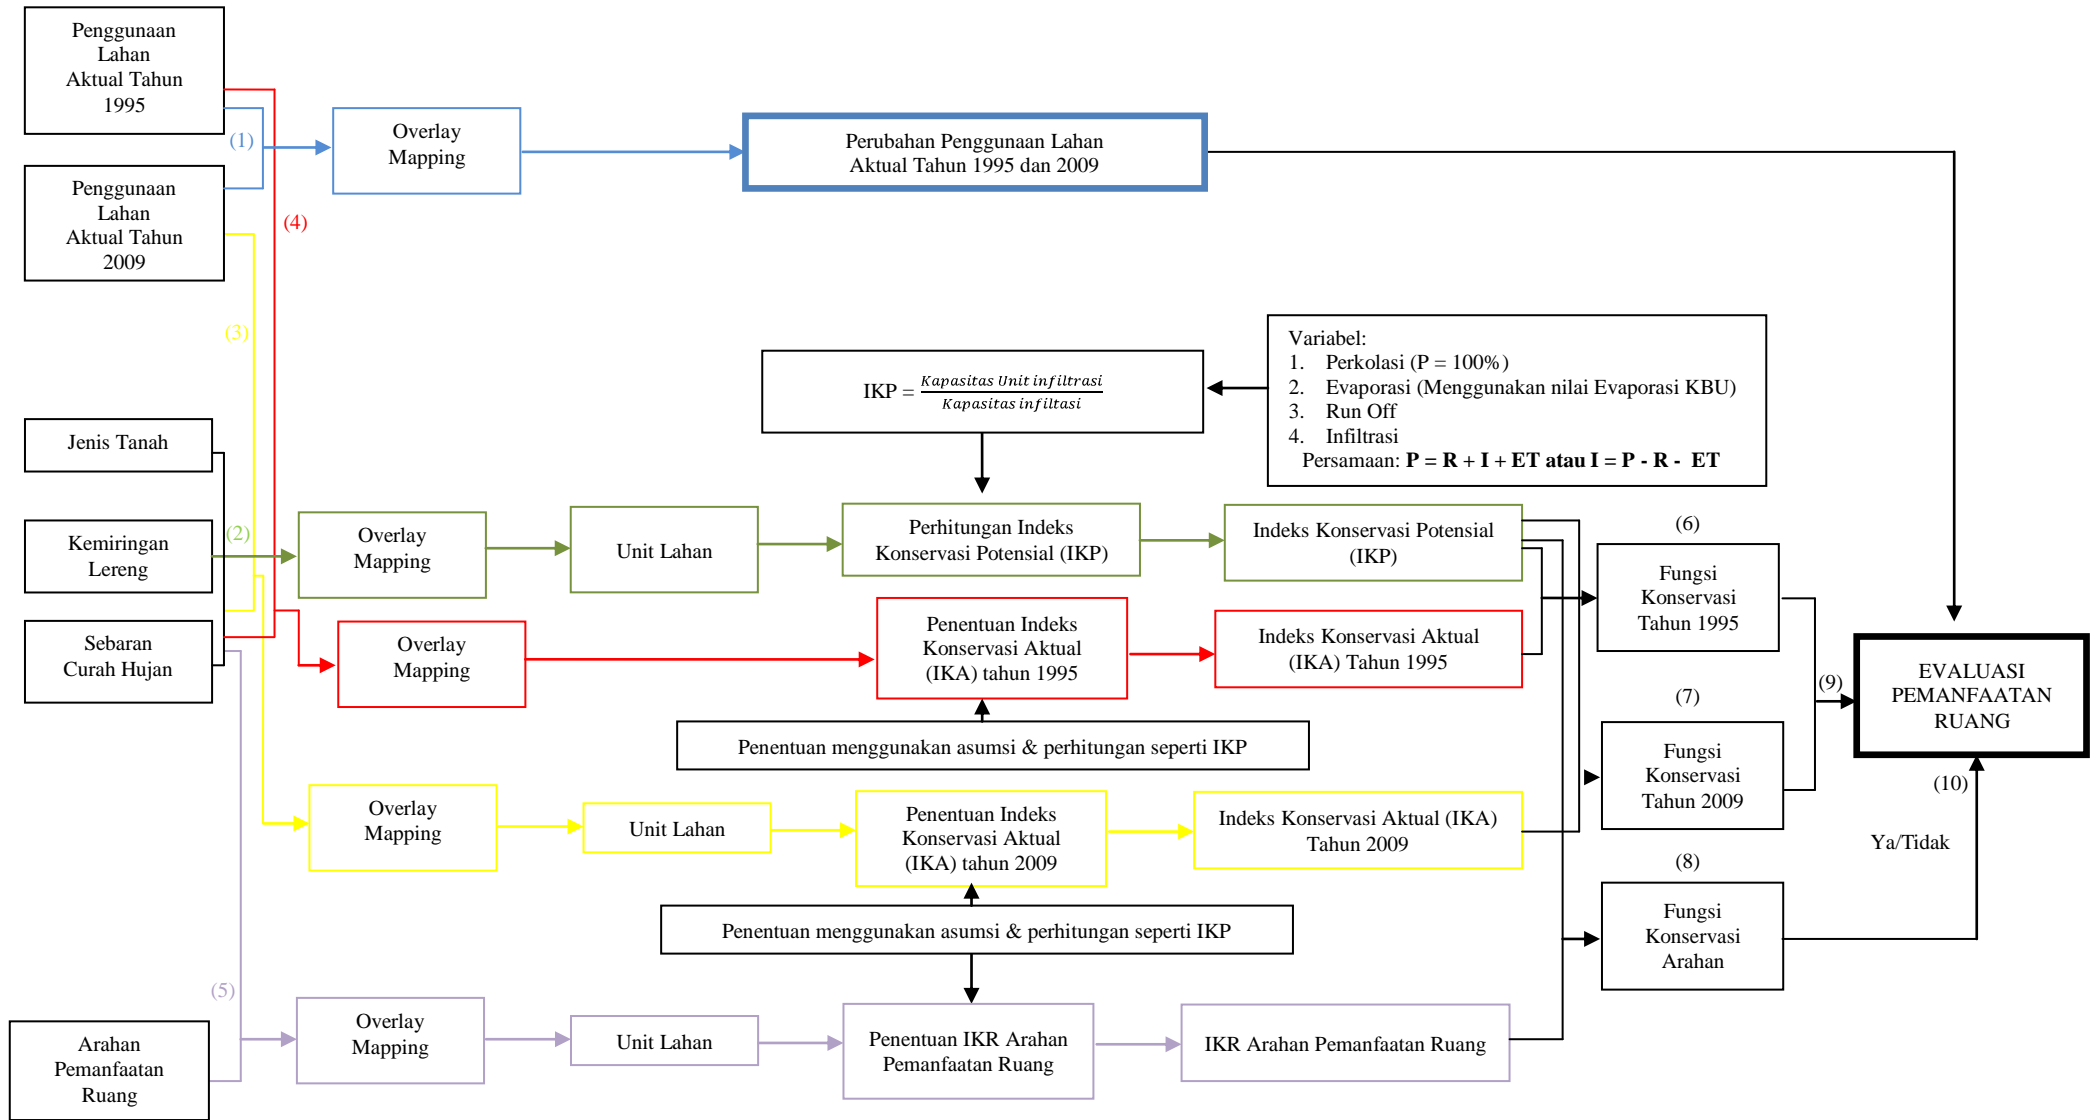 Penggunaan
Lahan
Aktual Tahun
1995
(1)
Overlay
Mapping
Perubahan Penggunaan Lahan
Aktual Tahun 1995 dan 2009
Penggunaan
Lahan
Aktual Tahun
2009
(4)
(3)
IKP = Kapasitas Unit infiltrasi
Kapasitas infiltasi
Variabel:
1. Perkolasi (P = 100%)
2. Evaporasi (Menggunakan nilai Evaporasi KBU)
3. Run Off
4. Infiltrasi
Persamaan: P = R + I + ET atau I = P - R - ET
Jenis Tanah
Kemiringan
Lereng
(2)
Overlay
Mapping
Unit Lahan
Perhitungan Indeks
Konservasi Potensial (IKP)
Indeks Konservasi Potensial
(IKP)
(6)
Fungsi
Konservasi
Tahun 1995
Sebaran
Curah Hujan
Overlay
Mapping
Penentuan Indeks
Konservasi Aktual
(IKA) tahun 1995
Indeks Konservasi Aktual
(IKA) Tahun 1995
Penentuan menggunakan asumsi & perhitungan seperti IKP
(7)
Fungsi
Konservasi
Tahun 2009
(9)
EVALUASI
PEMANFAATAN
RUANG
(10)
Ya/Tidak
Overlay
Mapping
Unit Lahan
Penentuan Indeks
Konservasi Aktual
(IKA) tahun 2009
Indeks Konservasi Aktual (IKA)
Tahun 2009
(8)
Fungsi
Konservasi
Arahan
Penentuan menggunakan asumsi & perhitungan seperti IKP
(5)
Arahan
Pemanfaatan
Ruang
Overlay
Mapping
Unit Lahan
Penentuan IKR Arahan
Pemanfaatan Ruang
IKR Arahan Pemanfaatan Ruang